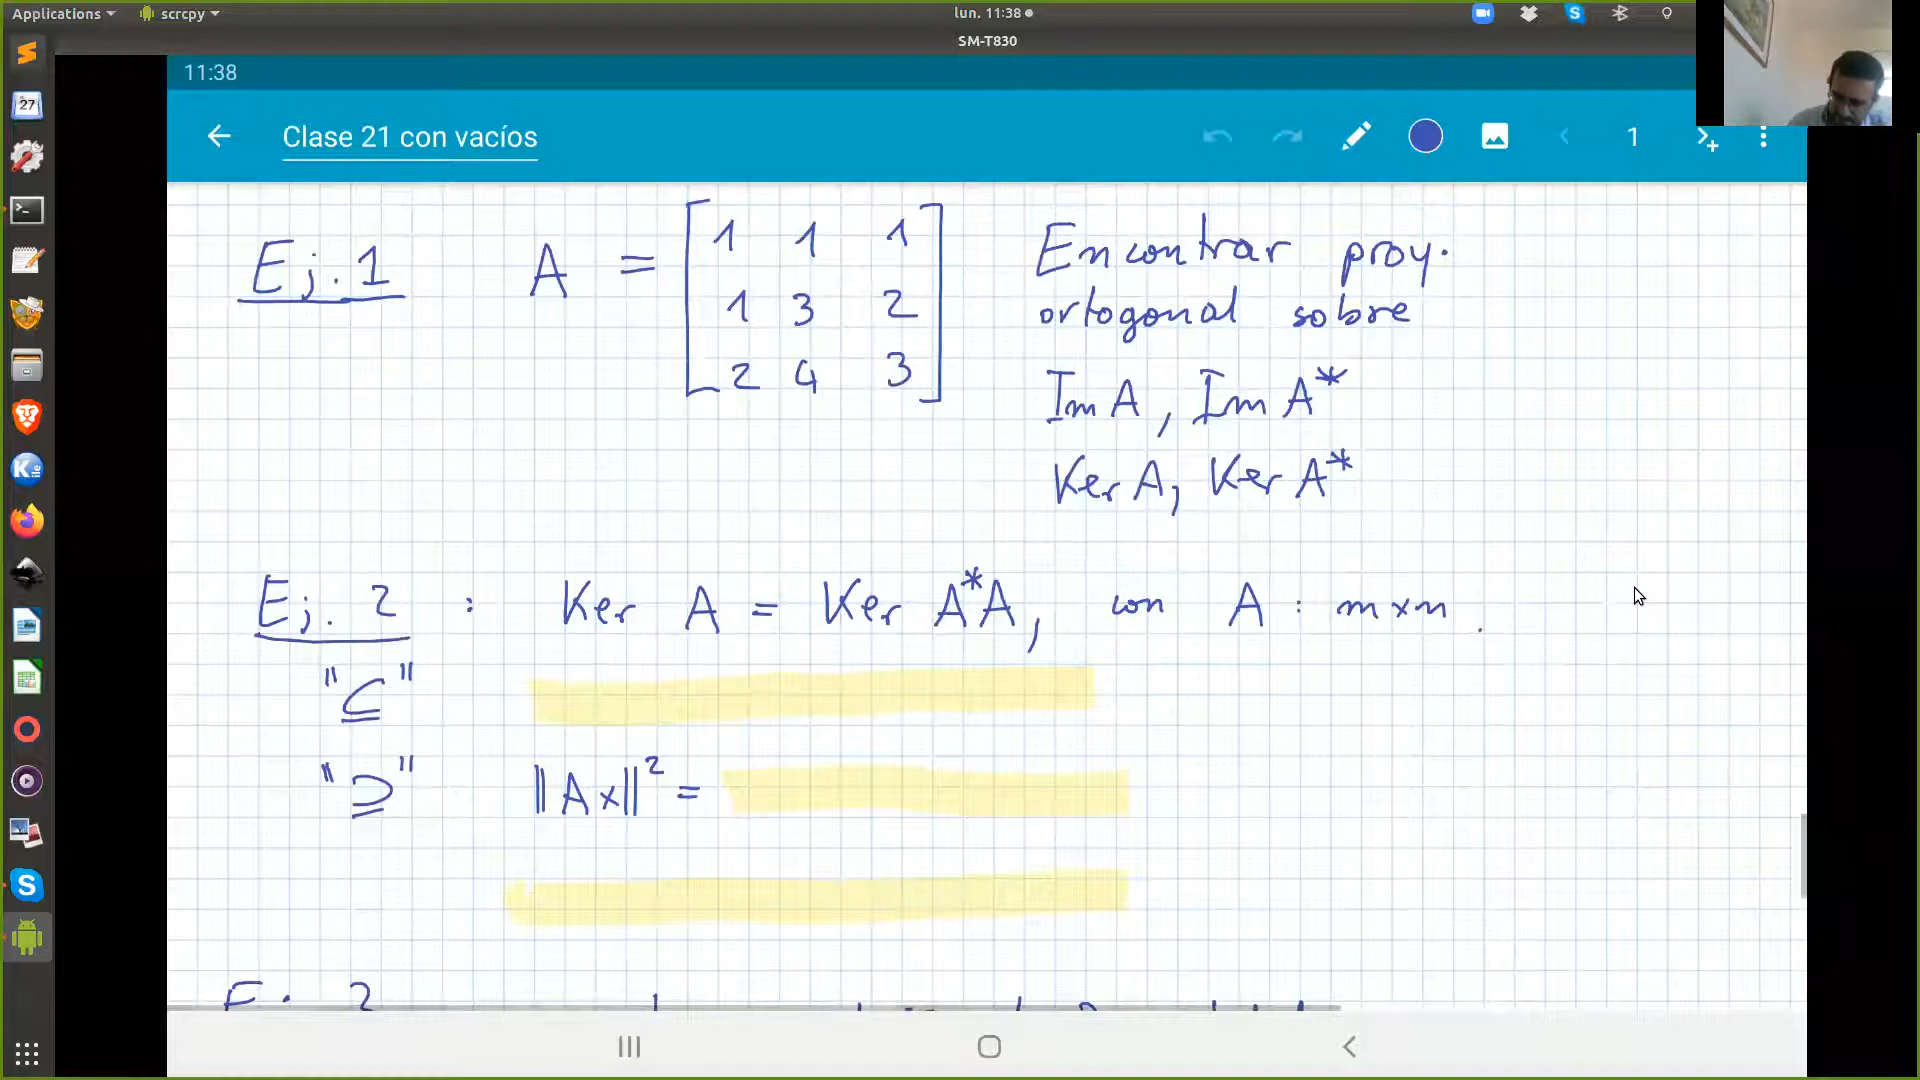 Applications scrcpy lun. 11:38
SM-T830
11:38
Clase 21 con vacíos 1
Ej. 1 A = [1 1 1
1 3 2
2 4 3]
Encontrar proy.
ortogonal sobre
Im A, Im A*
Ker A, Ker A*
Ej. 2 : Ker A = Ker A*A, con A : m×n.
"⊆"
"⊇" ||Ax||² =
27